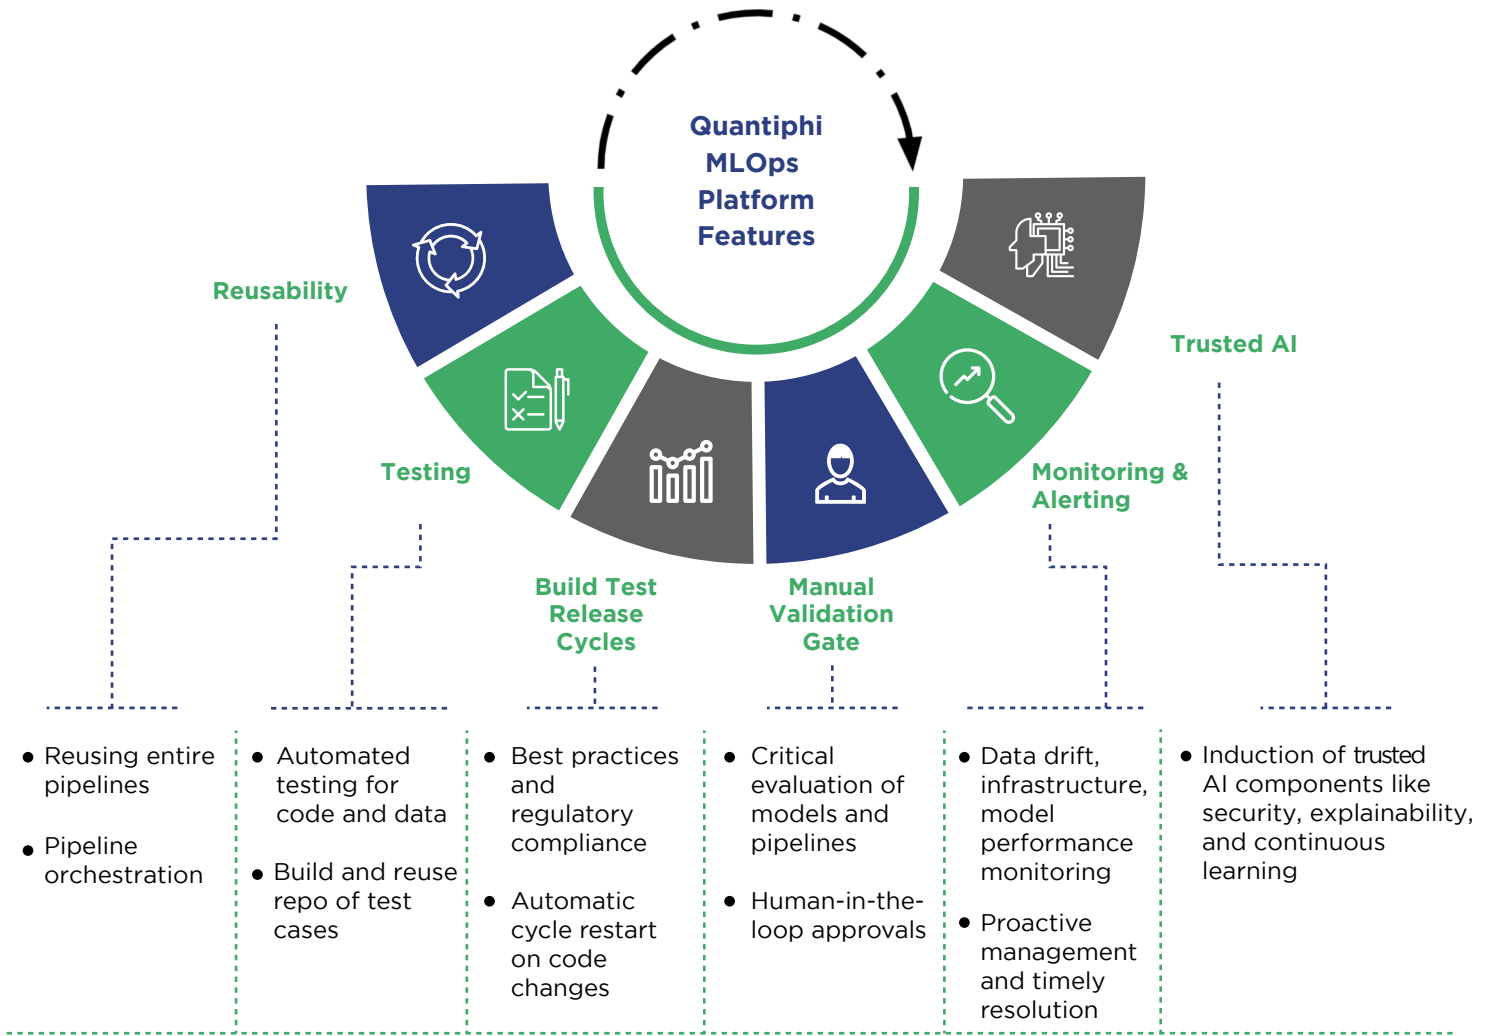 Quantiphi
MLOps
Platform
Features
Reusability
Testing
Build Test
Release
Cycles
Manual
Validation
Gate
Monitoring &
Alerting
Trusted AI
● Reusing entire
pipelines
● Pipeline
orchestration
● Automated
testing for
code and data
● Build and reuse
repo of test
cases
● Best practices
and
regulatory
compliance
● Automatic
cycle restart
on code
changes
● Critical
evaluation of
models and
pipelines
● Human-in-the-
loop approvals
● Data drift,
infrastructure,
model
performance
monitoring
● Proactive
management
and timely
resolution
● Induction of trusted
AI components like
security, explainability,
and continuous
learning